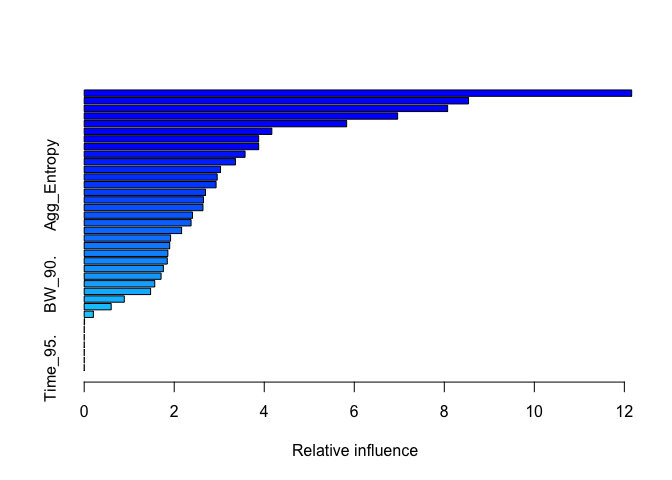 Agg_Entropy
BW_90.
Time_95.
0 2 4 6 8 10 12
Relative influence